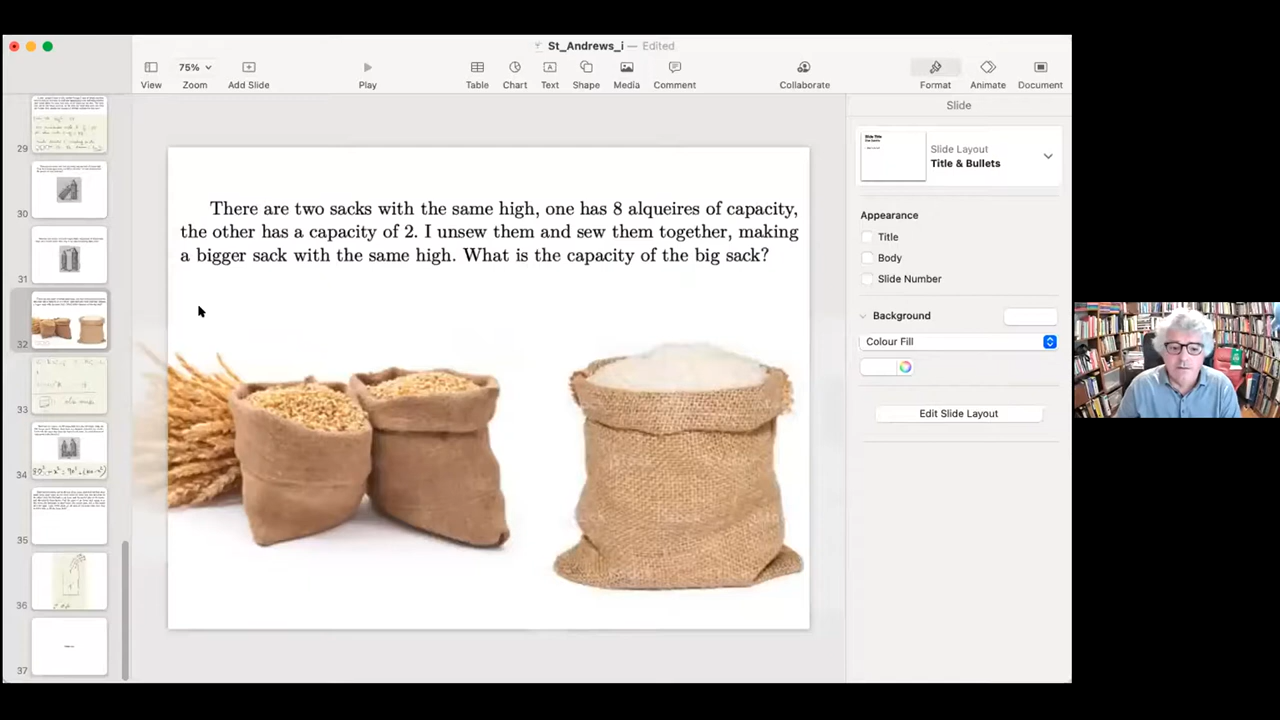 St_Andrews_i — Edited
75%
View
Zoom
Add Slide
Play
Table
Chart
Text
Shape
Media
Comment
Collaborate
Format
Animate
Document
29
30
31
32
33
34
35
36
37
There are two sacks with the same high, one has 8 alqueires of capacity,
the other has a capacity of 2. I unsew them and sew them together, making
a bigger sack with the same high. What is the capacity of the big sack?
Slide
Slide Layout
Title & Bullets
Appearance
Title
Body
Slide Number
Background
Colour Fill
Edit Slide Layout